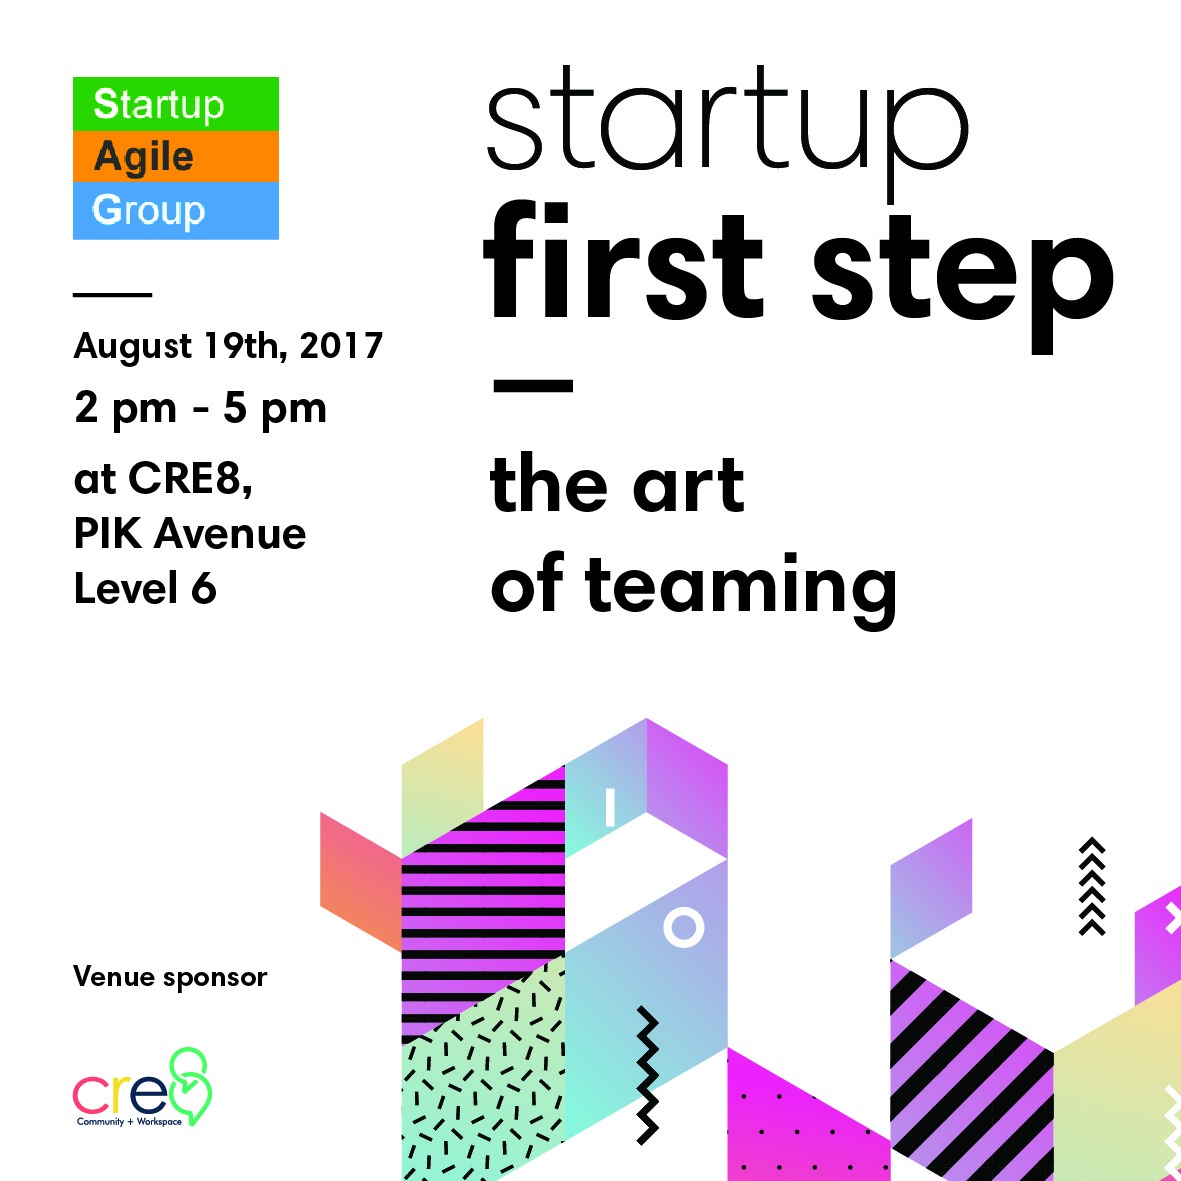 Startup
Agile
Group
August 19th, 2017
2 pm - 5 pm
at CRE8,
PIK Avenue
Level 6
startup
first step
the art
of teaming
Venue sponsor
cre8
Community + Workspace